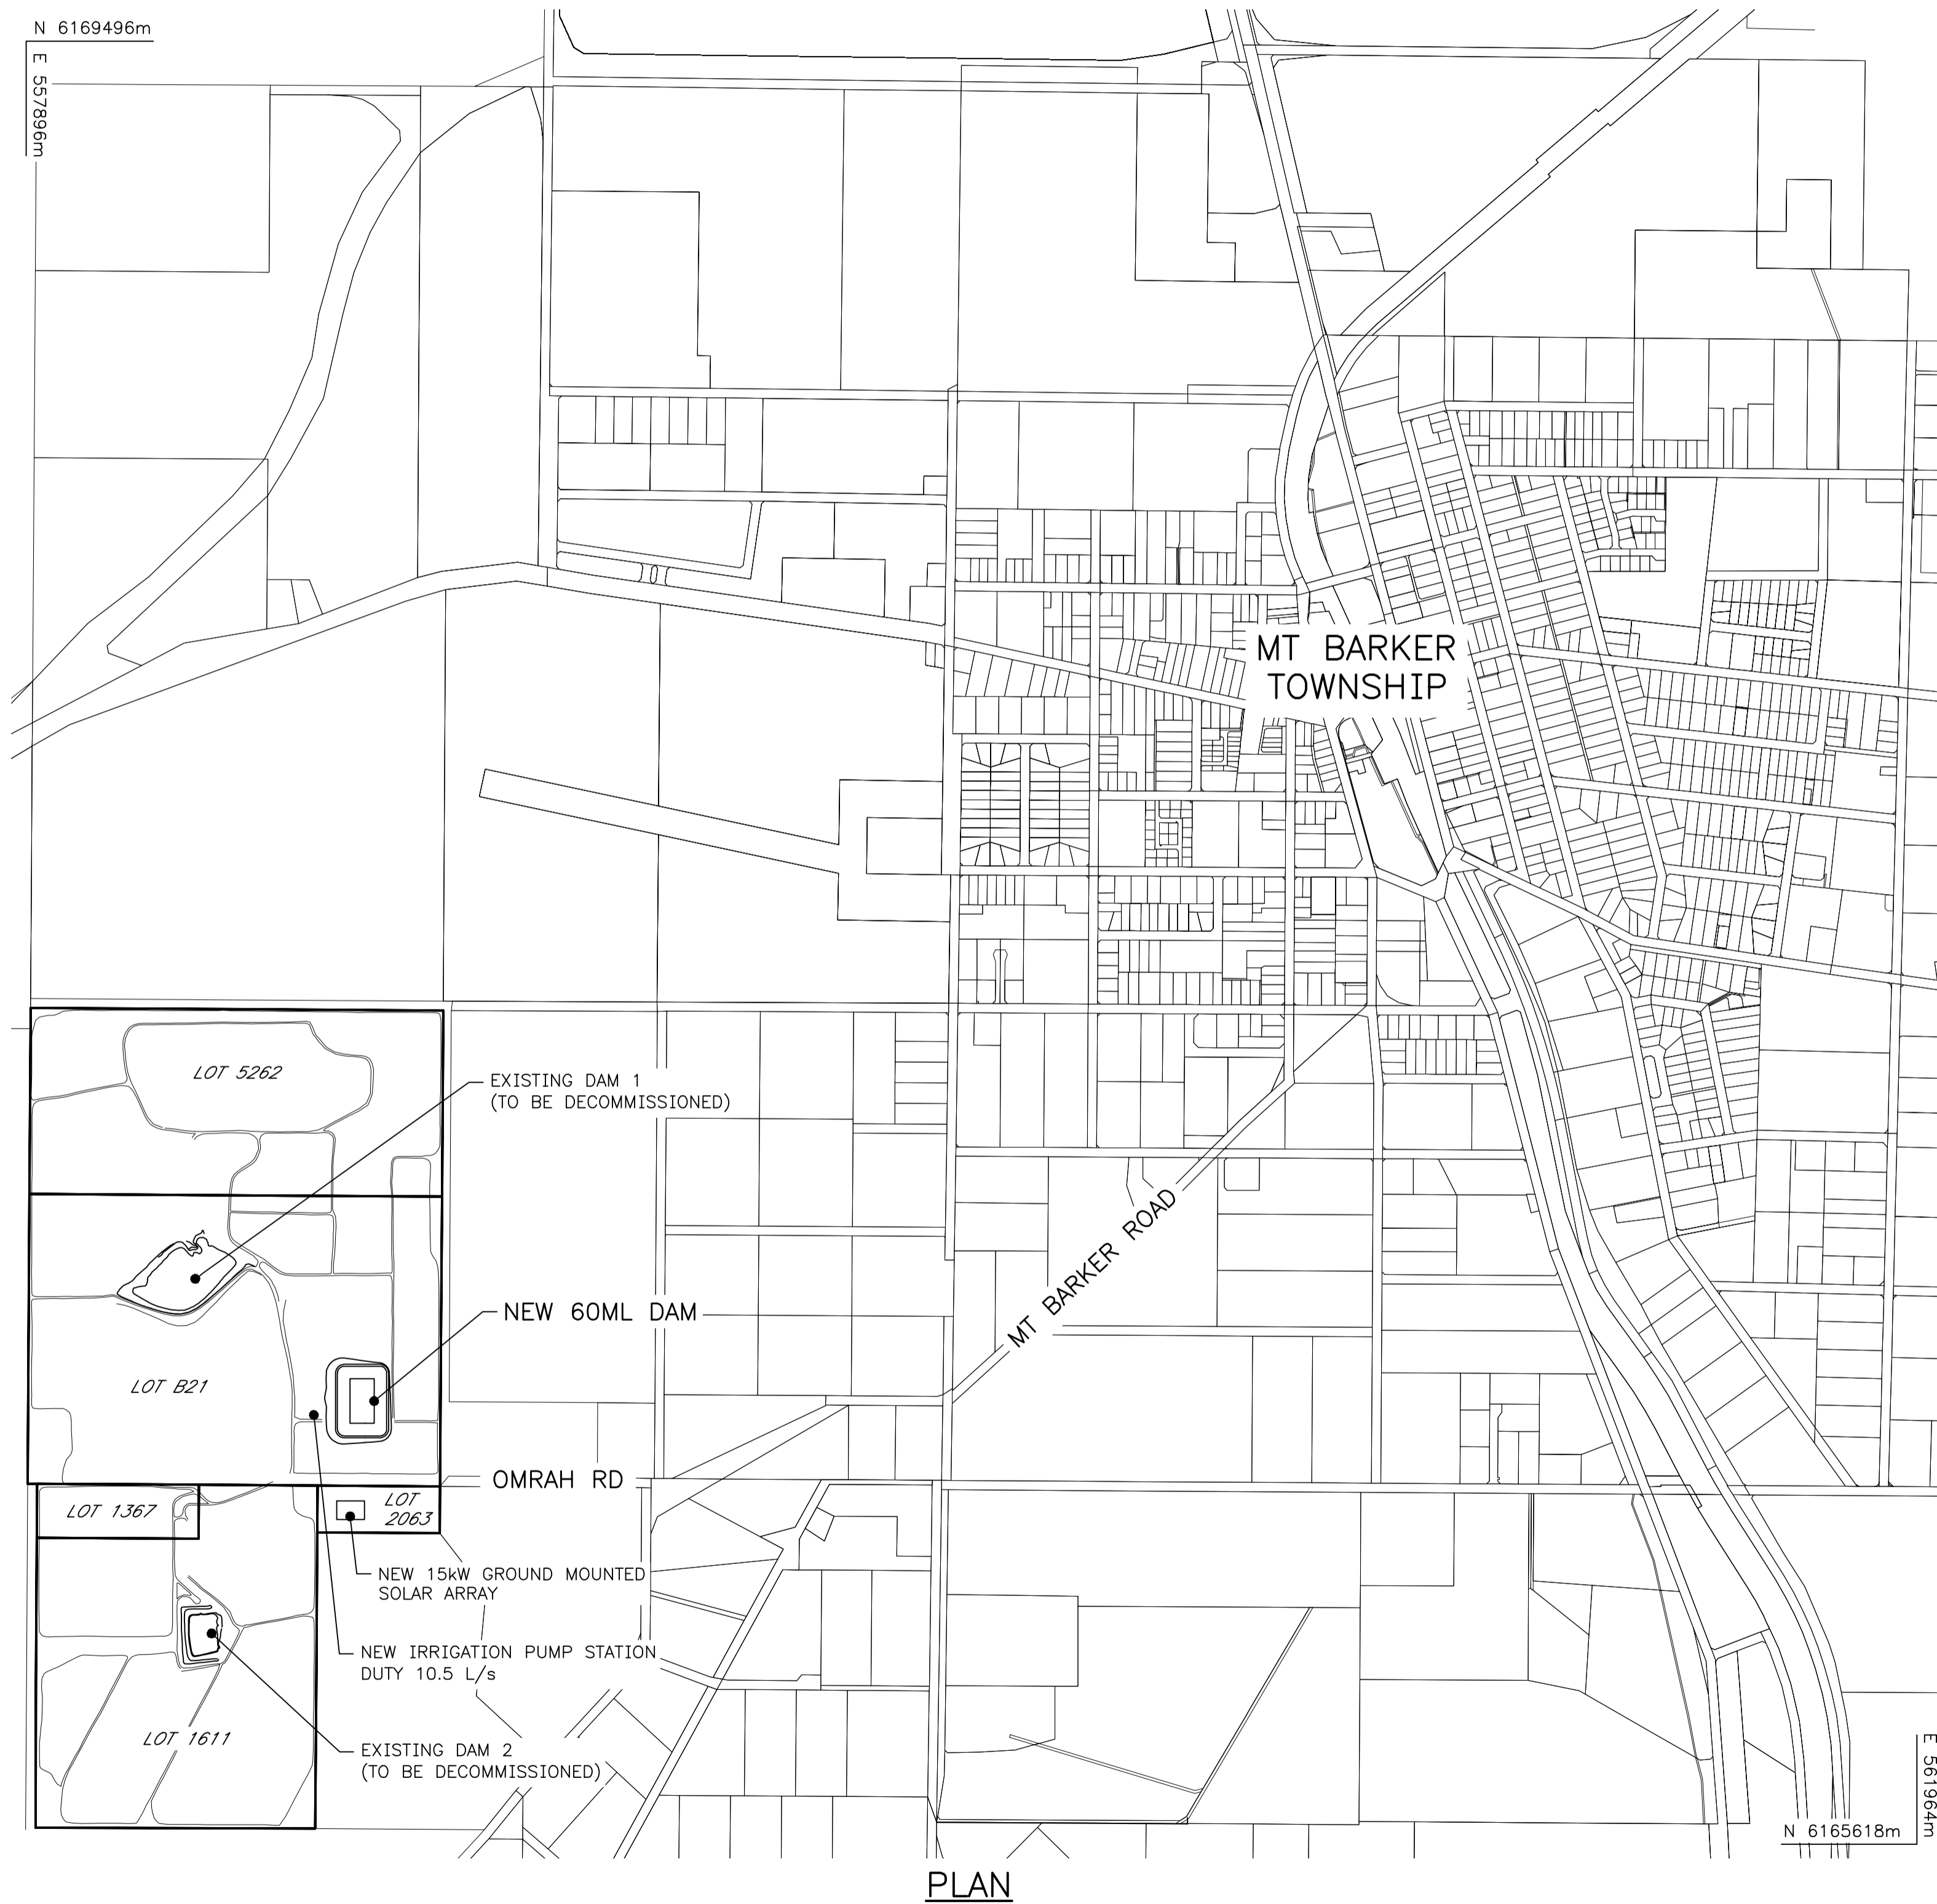 N 6169496m
E 557896m
MT BARKER
TOWNSHIP
LOT 5262
EXISTING DAM 1
(TO BE DECOMMISSIONED)
MT BARKER ROAD
NEW 60ML DAM
LOT B21
OMRAH RD
LOT 1367
LOT
2063
NEW 15kW GROUND MOUNTED
SOLAR ARRAY
NEW IRRIGATION PUMP STATION
DUTY 10.5 L/s
LOT 1611
EXISTING DAM 2
(TO BE DECOMMISSIONED)
E 561964m
N 6165618m
PLAN